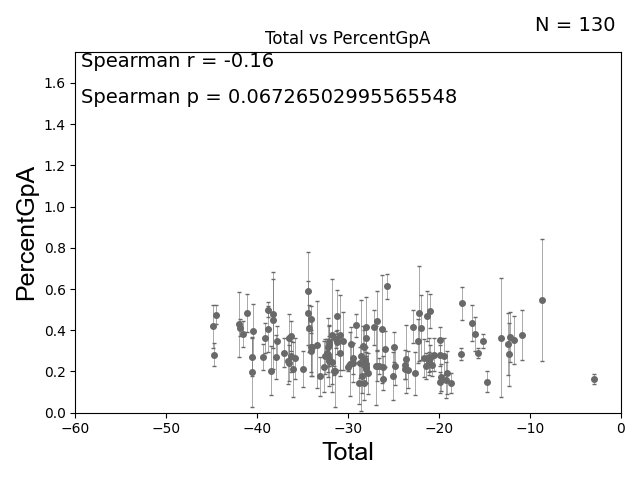 N = 130
Total vs PercentGpA
Spearman r = -0.16
Spearman p = 0.06726502995565548
PercentGpA
1.6
1.4
1.2
1.0
0.8
0.6
0.4
0.2
0.0
−60 −50 −40 −30 −20 −10 0
Total